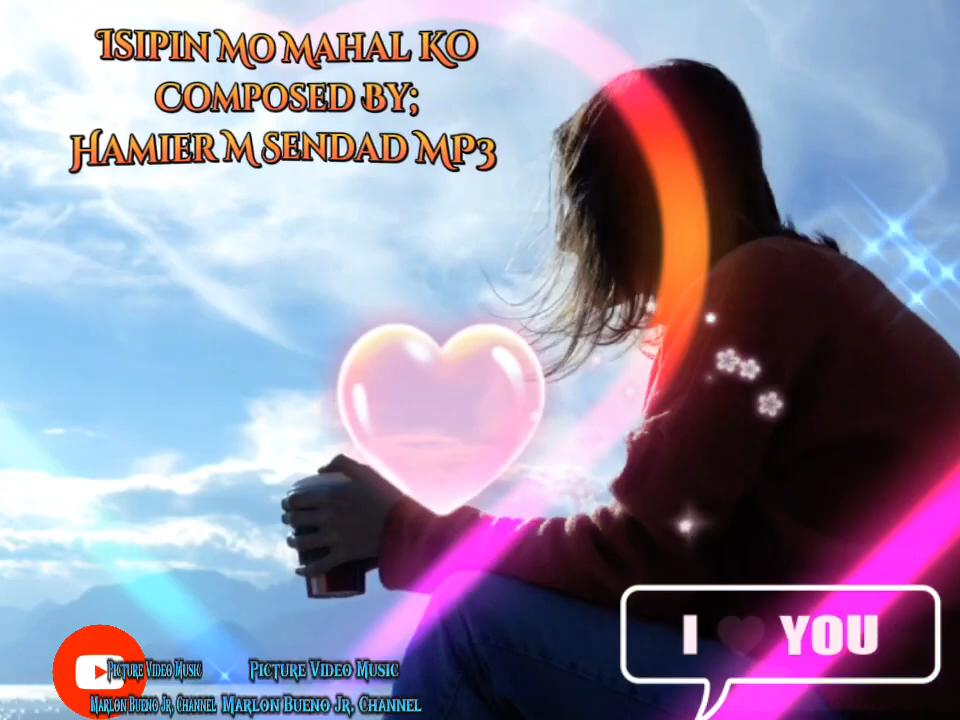 Isipin Mo Mahal Ko
Composed By;
Hamier M Sendad MP3
I YOU
Picture Video Music Picture Video Music
Marlon Bueno Jr, Channel Marlon Bueno Jr, Channel